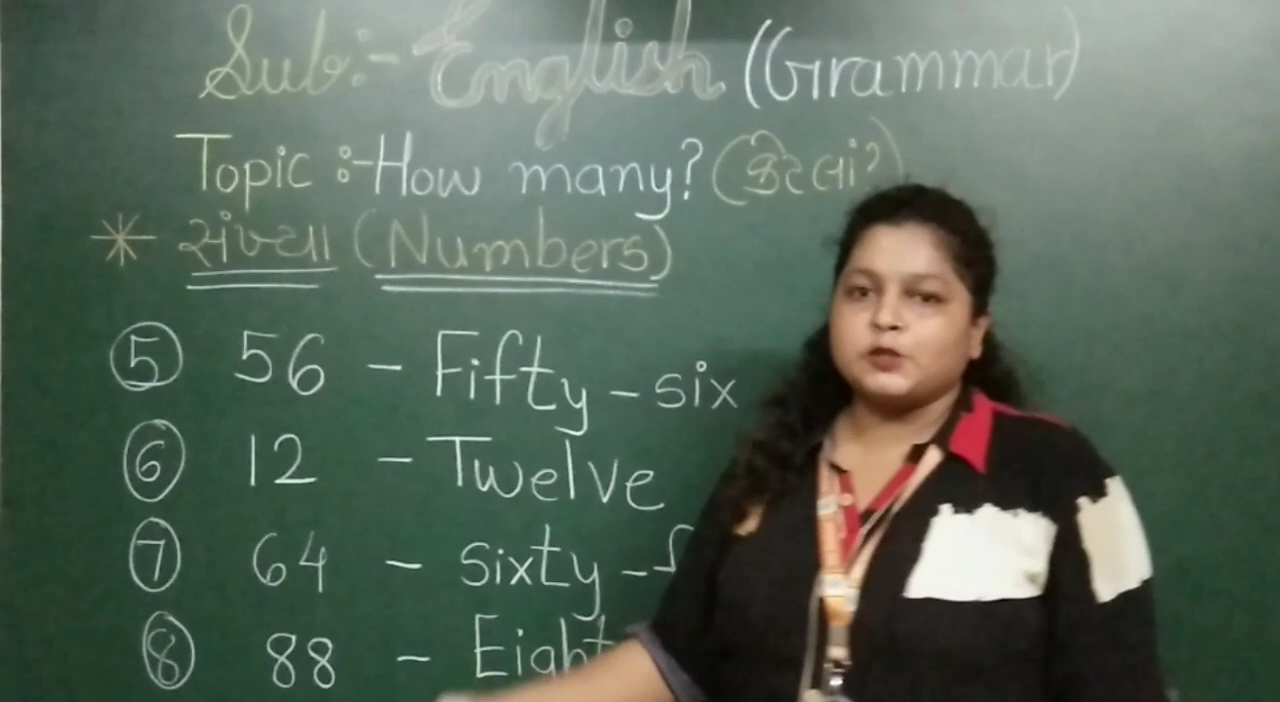 Sub:- English (Grammar)
Topic :- How many? (કેટલાં?)
* સંખ્યા (Numbers)
5 56 - Fifty-six
6 12 - Twelve
7 64 - sixty-
8 88 -